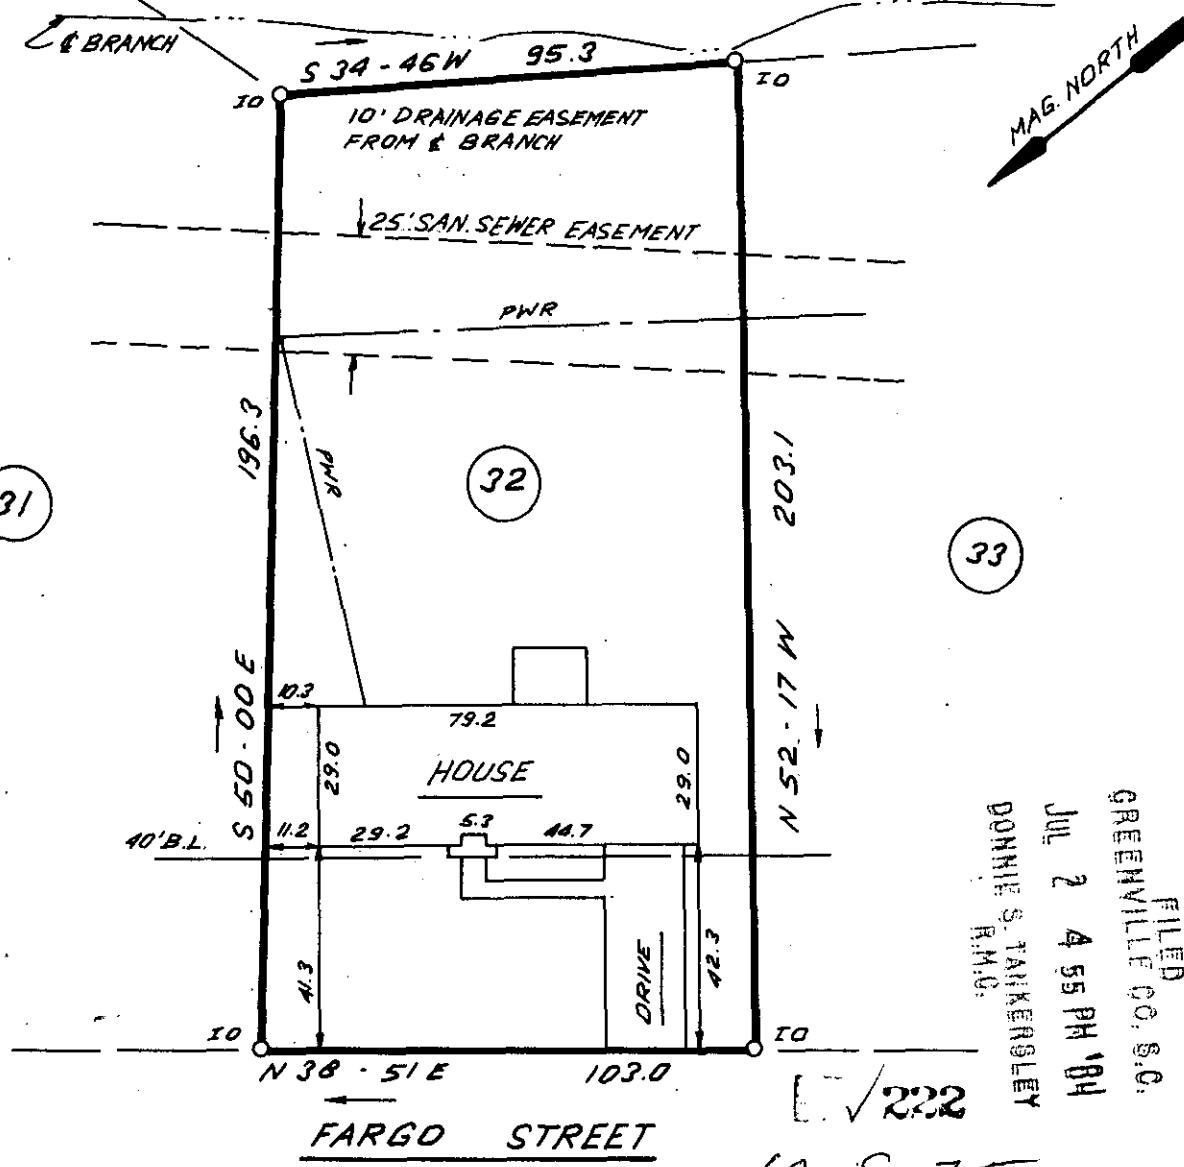 ℄ BRANCH
S 34-46 W 95.3
IO
IO
10' DRAINAGE EASEMENT
FROM ℄ BRANCH
MAG. NORTH
25' SAN. SEWER EASEMENT
PWR
196.3
PWR
32
203.1
31
33
S 50-00 E
N 52-17 W
10.3
79.2
29.0
HOUSE
29.0
40' B.L.
11.2
29.2
5.3
44.7
41.3
DRIVE
42.3
IO
IO
N 38-51 E 103.0
FARGO STREET
FILED
GREENVILLE CO. S.C.
JUL 2 4 55 PM '84
DONNIE S. TANKERSLEY
R.M.C.
√ 222